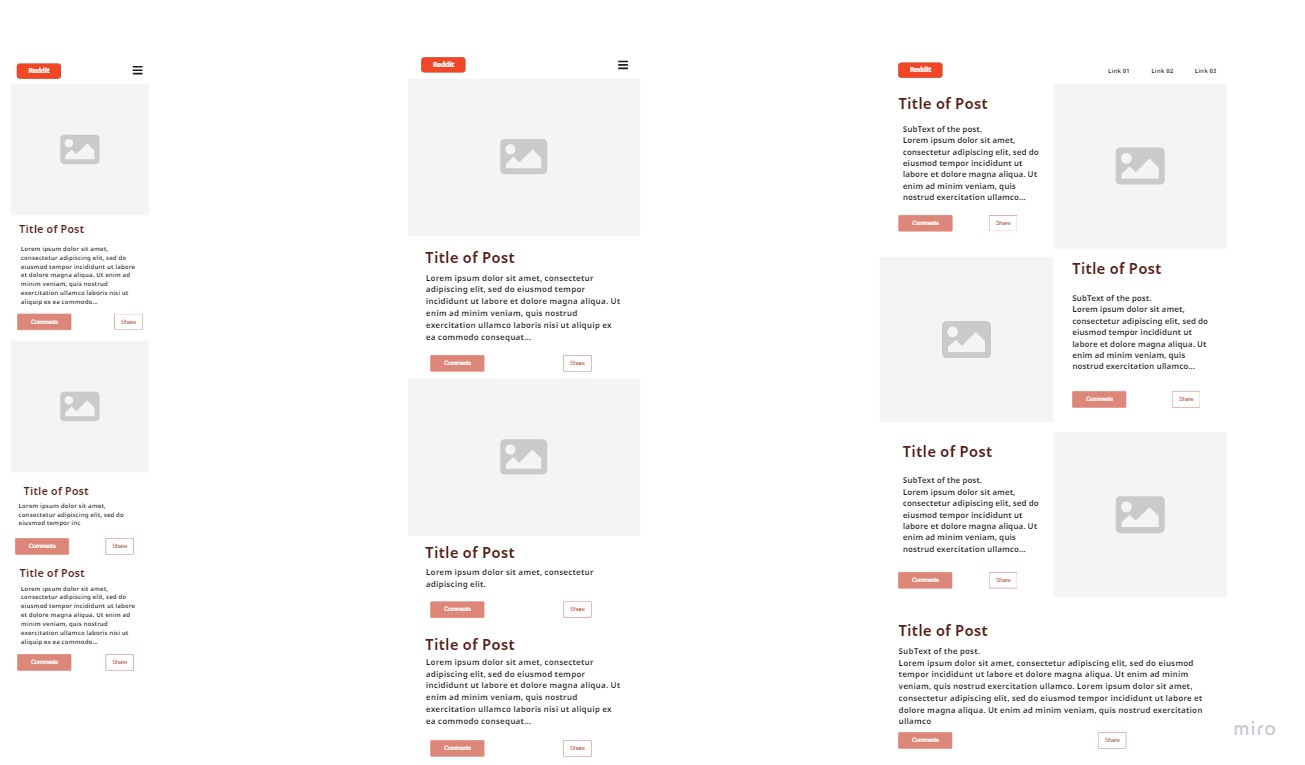 Reddit
Title of Post
Lorem ipsum dolor sit amet,
consectetur adipiscing elit, sed do
eiusmod tempor incididunt ut labore
et dolore magna aliqua. Ut enim ad
minim veniam, quis nostrud
exercitation ullamco laboris nisi ut
aliquip ex ea commodo...
Comments
Share
Title of Post
Lorem ipsum dolor sit amet,
consectetur adipiscing elit, sed do
eiusmod tempor inc
Comments
Share
Title of Post
Lorem ipsum dolor sit amet,
consectetur adipiscing elit, sed do
eiusmod tempor incididunt ut labore
et dolore magna aliqua. Ut enim ad
minim veniam, quis nostrud
exercitation ullamco laboris nisi ut
aliquip ex ea commodo...
Comments
Share
Reddit
Title of Post
Lorem ipsum dolor sit amet, consectetur
adipiscing elit, sed do eiusmod tempor
incididunt ut labore et dolore magna aliqua. Ut
enim ad minim veniam, quis nostrud
exercitation ullamco laboris nisi ut aliquip ex
ea commodo consequat...
Comments
Share
Title of Post
Lorem ipsum dolor sit amet, consectetur
adipiscing elit.
Comments
Share
Title of Post
Lorem ipsum dolor sit amet, consectetur
adipiscing elit, sed do eiusmod tempor
incididunt ut labore et dolore magna aliqua. Ut
enim ad minim veniam, quis nostrud
exercitation ullamco laboris nisi ut aliquip ex
ea commodo consequat...
Comments
Share
Reddit
Link 01
Link 02
Link 03
Title of Post
SubText of the post.
Lorem ipsum dolor sit amet,
consectetur adipiscing elit, sed do
eiusmod tempor incididunt ut
labore et dolore magna aliqua. Ut
enim ad minim veniam, quis
nostrud exercitation ullamco...
Comments
Share
Title of Post
SubText of the post.
Lorem ipsum dolor sit amet,
consectetur adipiscing elit, sed do
eiusmod tempor incididunt ut
labore et dolore magna aliqua. Ut
enim ad minim veniam, quis
nostrud exercitation ullamco...
Comments
Share
Title of Post
SubText of the post.
Lorem ipsum dolor sit amet,
consectetur adipiscing elit, sed do
eiusmod tempor incididunt ut
labore et dolore magna aliqua. Ut
enim ad minim veniam, quis
nostrud exercitation ullamco...
Comments
Share
Title of Post
SubText of the post.
Lorem ipsum dolor sit amet, consectetur adipiscing elit, sed do eiusmod
tempor incididunt ut labore et dolore magna aliqua. Ut enim ad minim
veniam, quis nostrud exercitation ullamco. Lorem ipsum dolor sit amet,
consectetur adipiscing elit, sed do eiusmod tempor incididunt ut labore et
dolore magna aliqua. Ut enim ad minim veniam, quis nostrud exercitation
ullamco
Comments
Share
miro